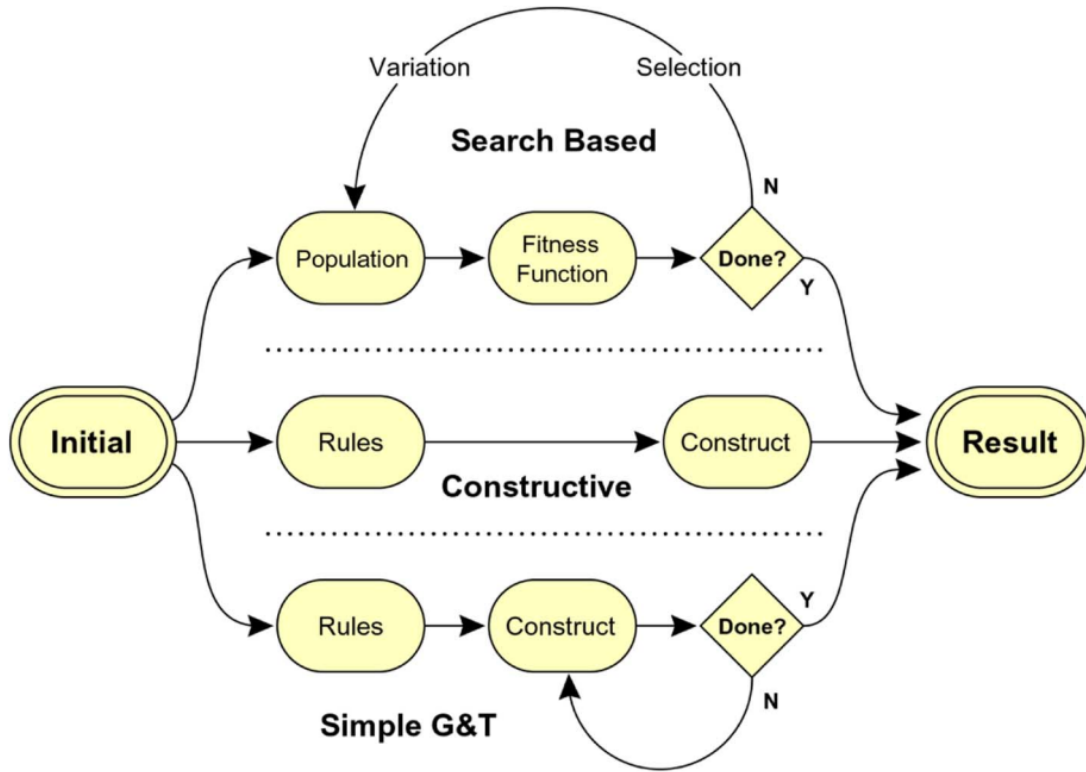 Variation
Selection
Search Based
N
Population
Fitness
Function
Done?
Y
Initial
Rules
Construct
Result
Constructive
Rules
Construct
Done?
Y
N
Simple G&T